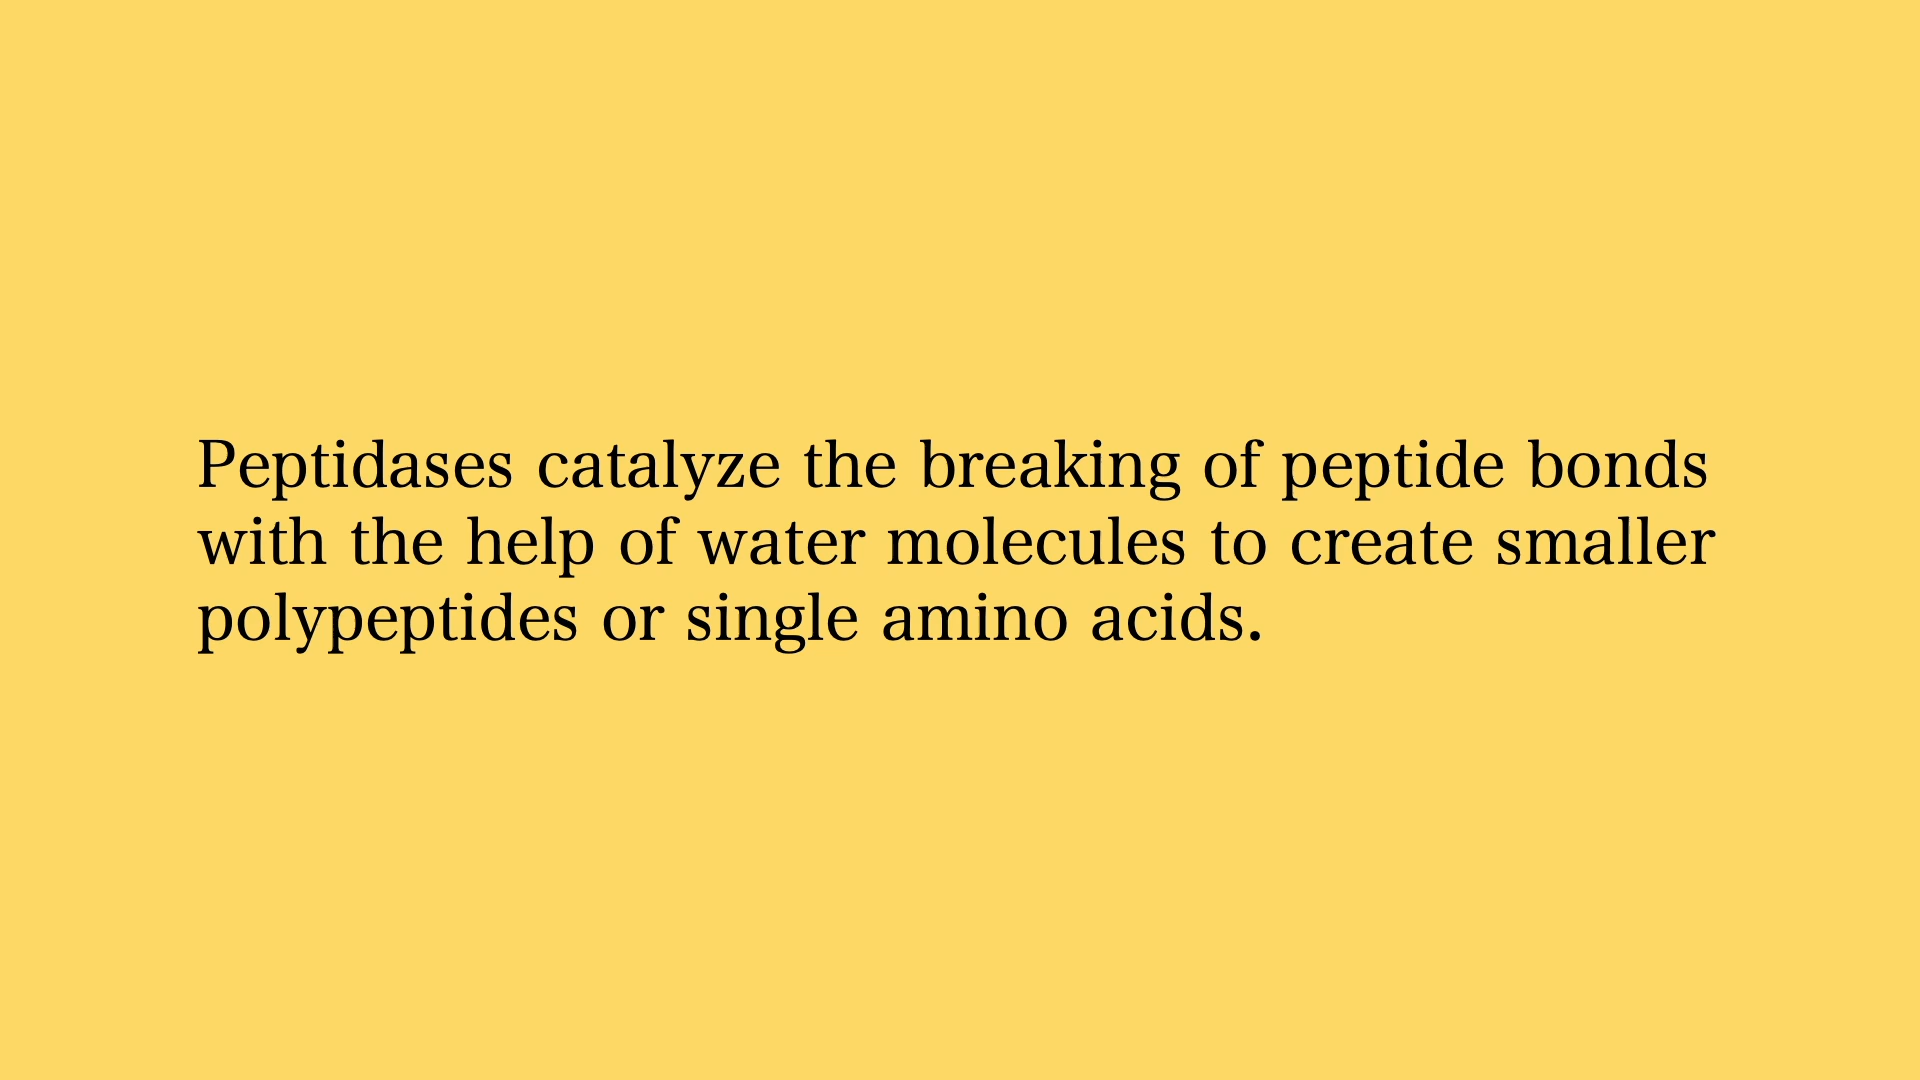 Peptidases catalyze the breaking of peptide bonds
with the help of water molecules to create smaller
polypeptides or single amino acids.